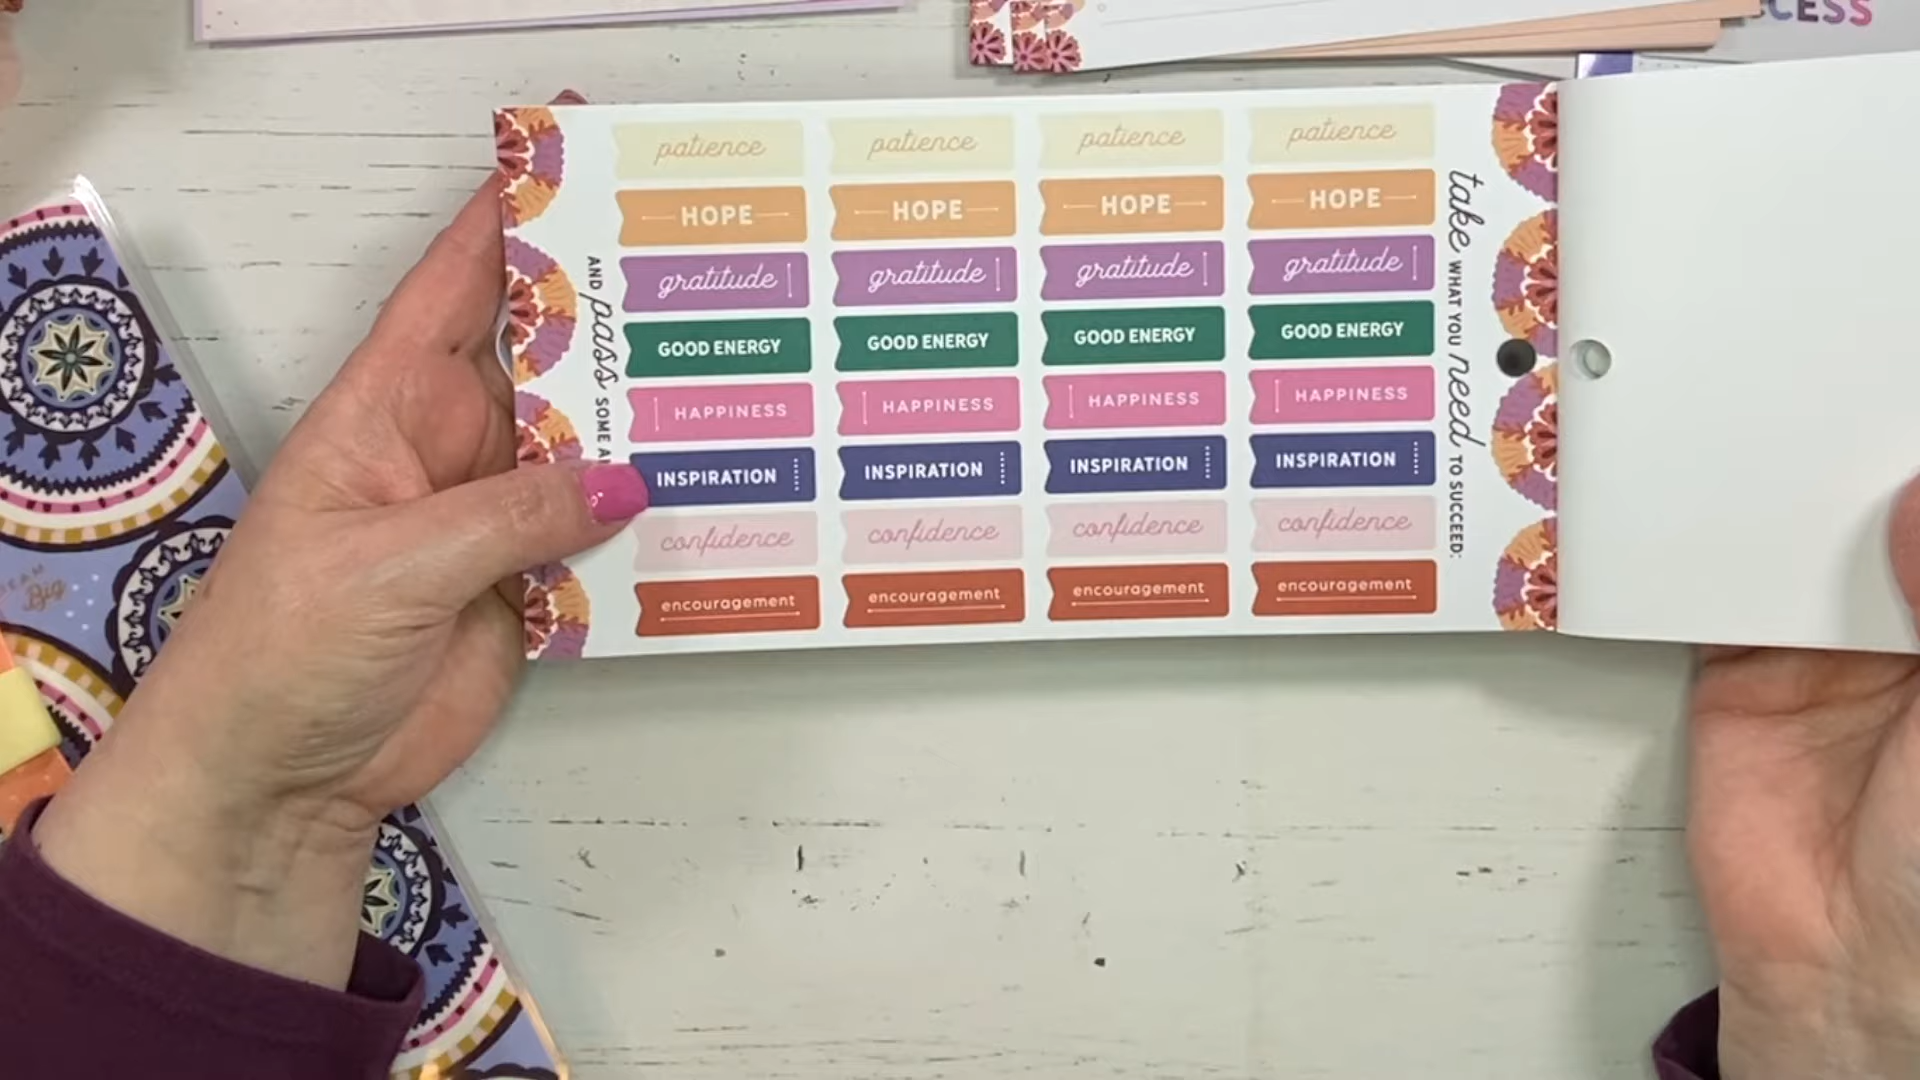 CESS
patience patience patience patience
HOPE HOPE HOPE HOPE
gratitude gratitude gratitude gratitude
GOOD ENERGY GOOD ENERGY GOOD ENERGY GOOD ENERGY
HAPPINESS HAPPINESS HAPPINESS HAPPINESS
INSPIRATION INSPIRATION INSPIRATION INSPIRATION
confidence confidence confidence confidence
encouragement encouragement encouragement encouragement
take WHAT YOU need TO SUCCEED:
AND pass SOME
Big